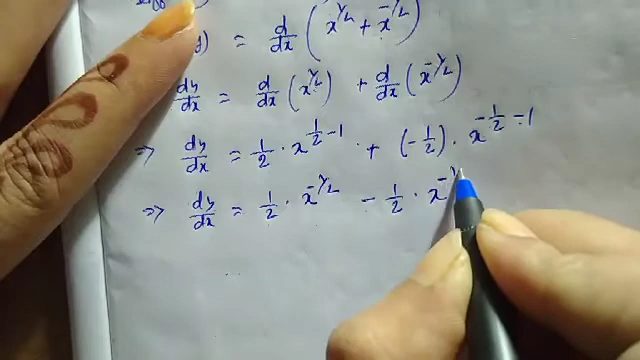 y) = d/dx (x^1/2 + x^-1/2)
dy/dx = d/dx (x^1/2) + d/dx (x^-1/2)
⇒ dy/dx = 1/2 · x^(1/2 - 1) + (-1/2) · x^(-1/2 - 1)
⇒ dy/dx = 1/2 · x^-1/2 - 1/2 · x^-